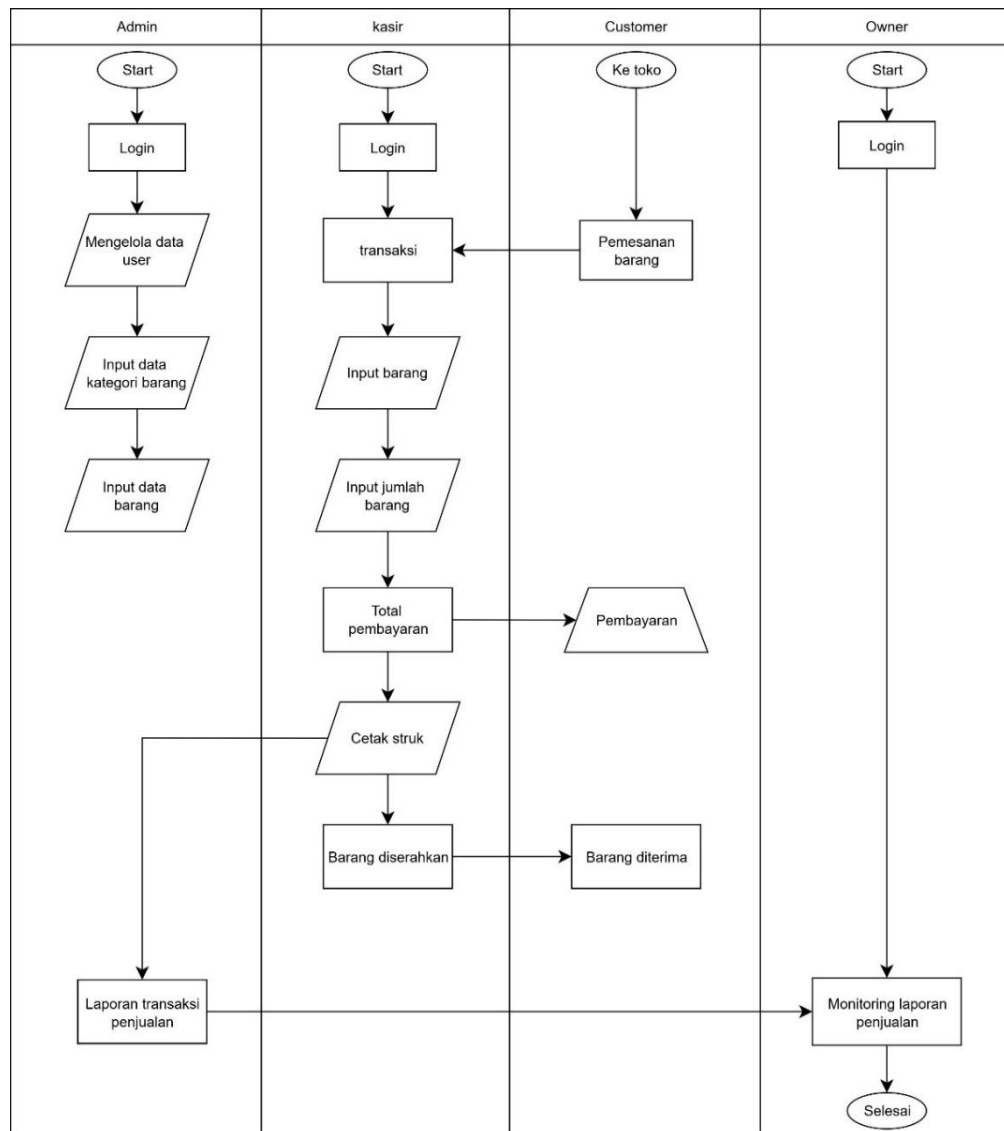 Admin
kasir
Customer
Owner
Start
Start
Ke toko
Start
Login
Login
Login
Mengelola data
user
transaksi
Pemesanan
barang
Input data
kategori barang
Input barang
Input data
barang
Input jumlah
barang
Total
pembayaran
Pembayaran
Cetak struk
Barang diserahkan
Barang diterima
Laporan transaksi
penjualan
Monitoring laporan
penjualan
Selesai